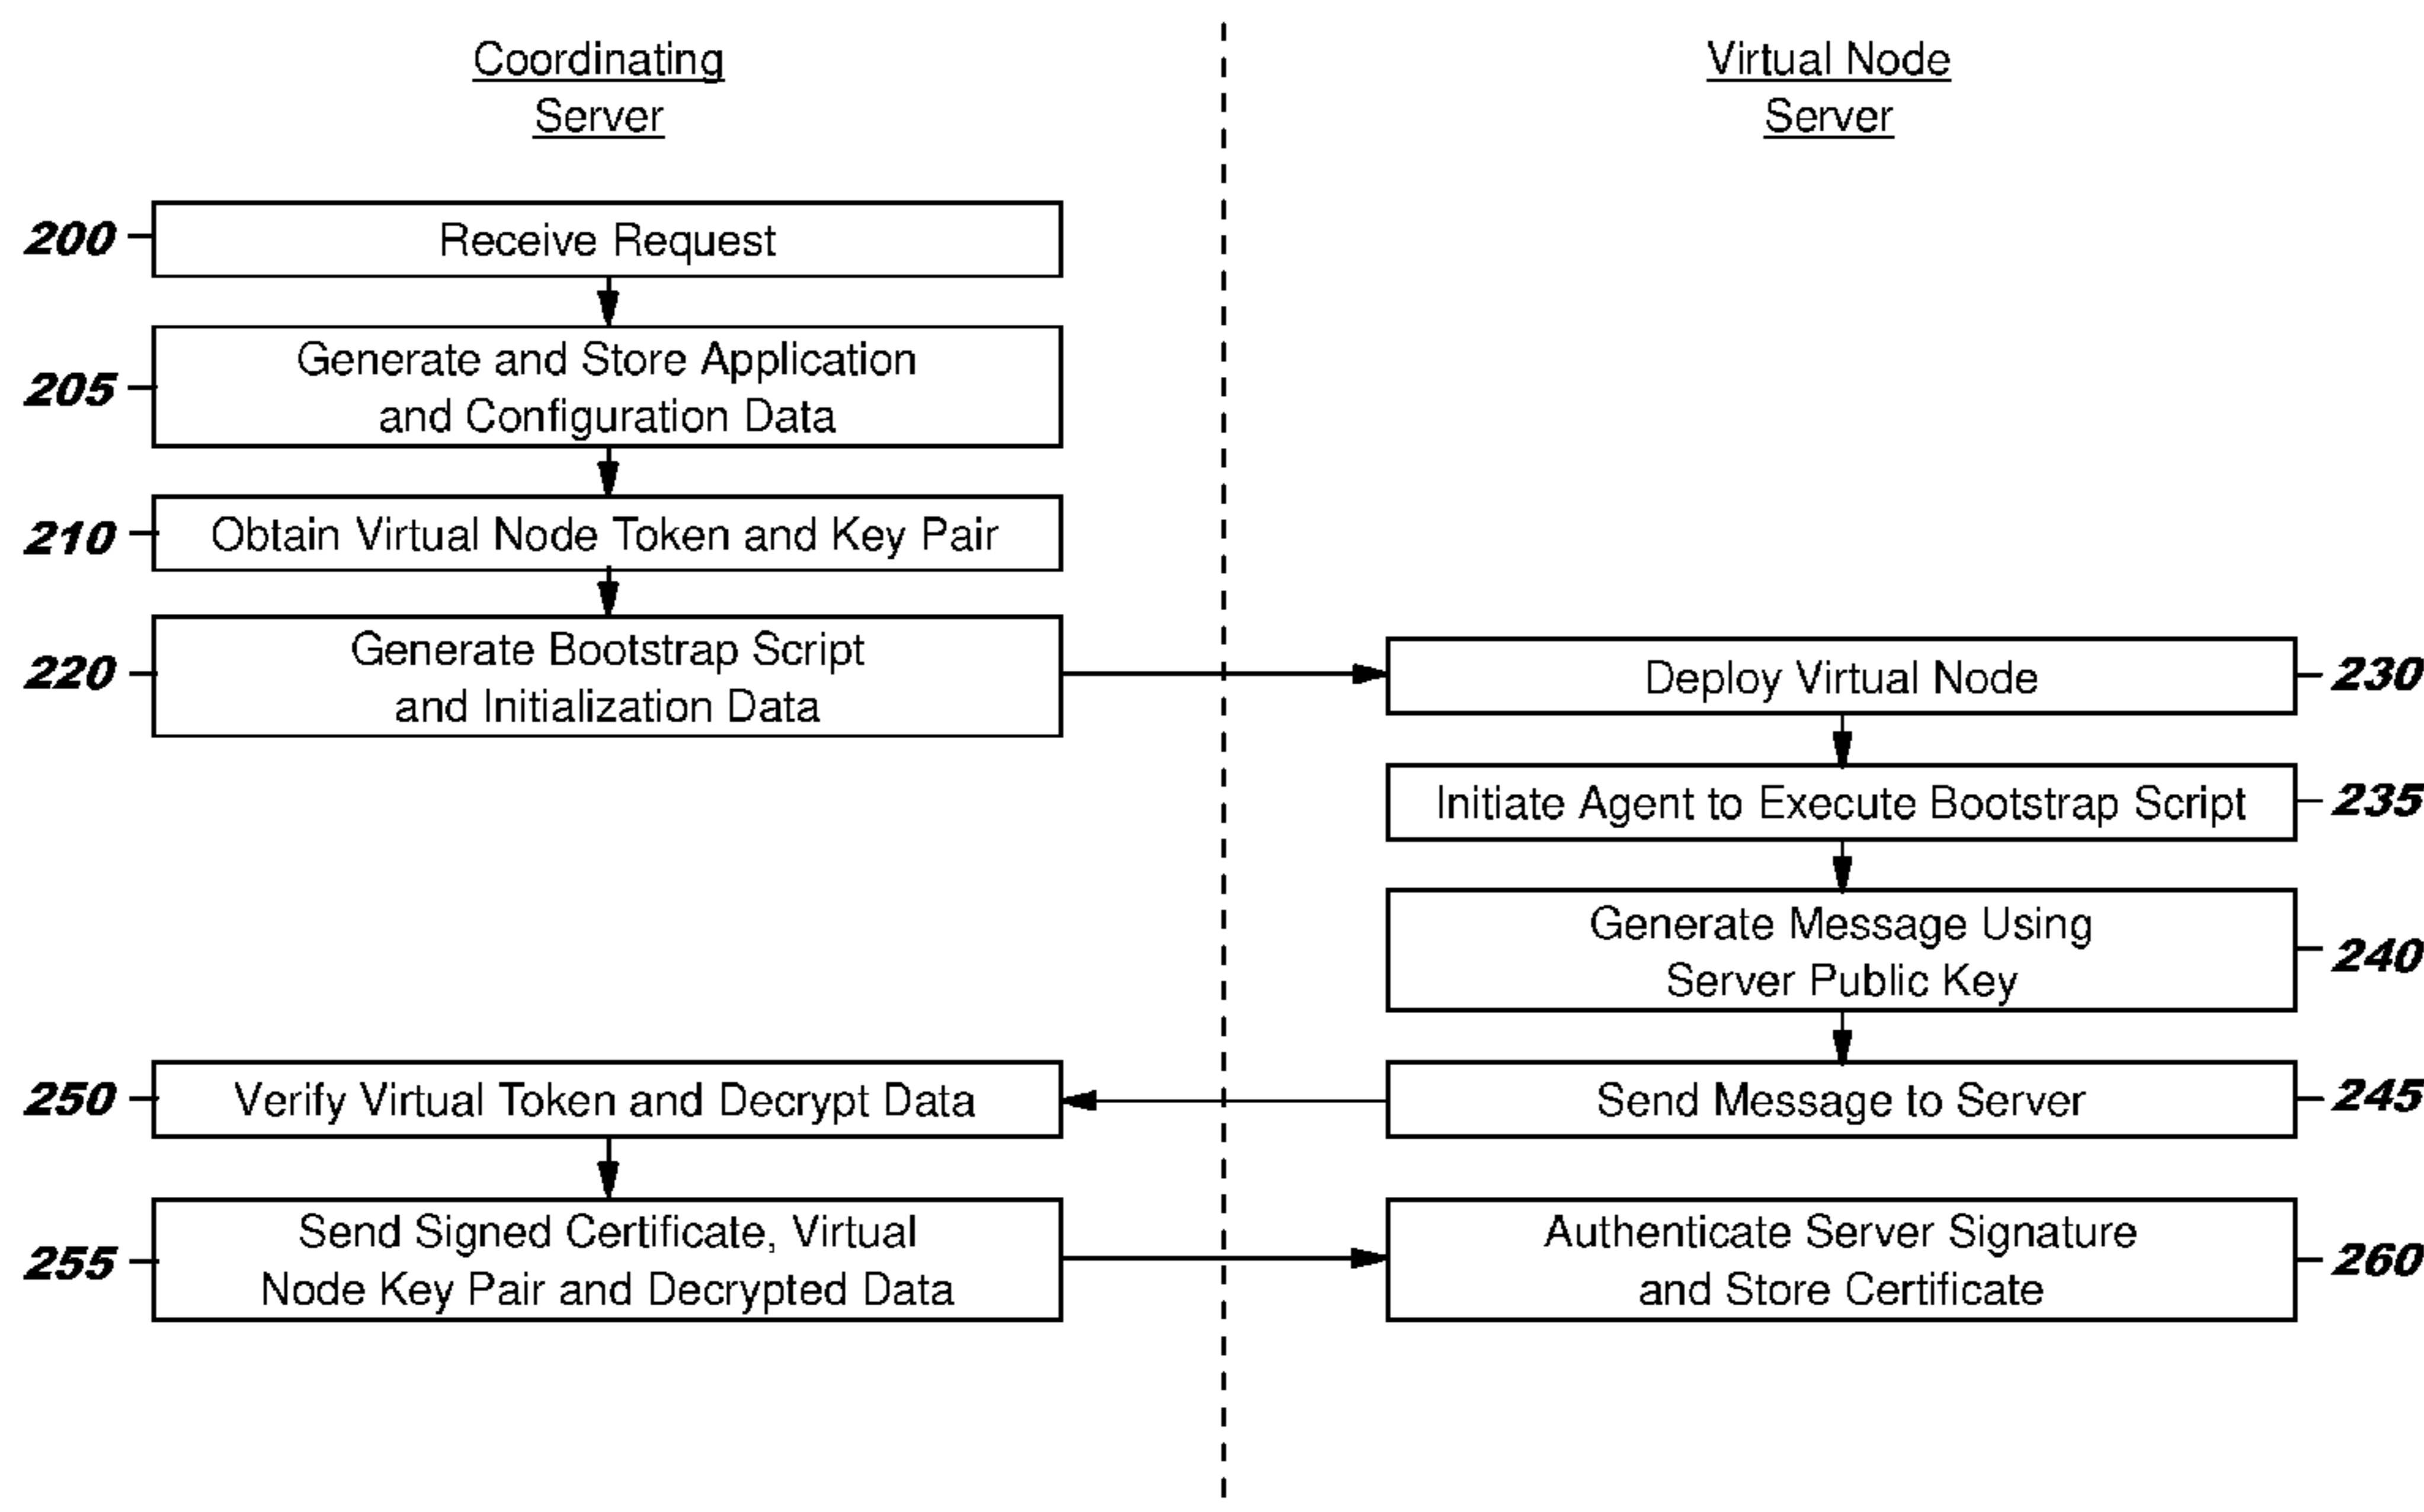 Coordinating
Server
Virtual Node
Server
200
Receive Request
205
Generate and Store Application
and Configuration Data
210
Obtain Virtual Node Token and Key Pair
220
Generate Bootstrap Script
and Initialization Data
Deploy Virtual Node
230
Initiate Agent to Execute Bootstrap Script
235
Generate Message Using
Server Public Key
240
Send Message to Server
245
250
Verify Virtual Token and Decrypt Data
255
Send Signed Certificate, Virtual
Node Key Pair and Decrypted Data
Authenticate Server Signature
and Store Certificate
260